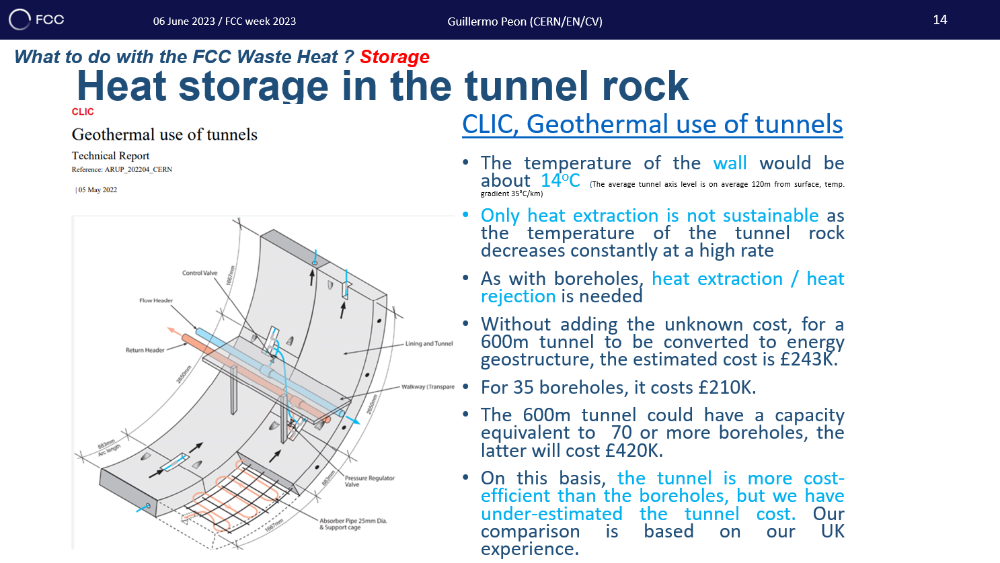 FCC
06 June 2023 / FCC week 2023
Guillermo Peon (CERN/EN/CV)
14
What to do with the FCC Waste Heat ? Storage
Heat storage in the tunnel rock
CLIC
Geothermal use of tunnels
Technical Report
Reference: ARUP_202204_CERN
| 05 May 2022
Control Valve
1667mm
Flow Header
Return Header
2650mm
Lining and Tunnel
Walkway (Transpare
2650mm
883mm
Arc length
883mm
Pressure Regulator
Valve
Absorber Pipe 25mm Dia.
& Support cage
1667mm
CLIC, Geothermal use of tunnels
• The temperature of the wall would be
about 14°C (The average tunnel axis level is on average 120m from surface, temp.
gradient 35°C/km)
• Only heat extraction is not sustainable as
the temperature of the tunnel rock
decreases constantly at a high rate
• As with boreholes, heat extraction / heat
rejection is needed
• Without adding the unknown cost, for a
600m tunnel to be converted to energy
geostructure, the estimated cost is £243K.
• For 35 boreholes, it costs £210K.
• The 600m tunnel could have a capacity
equivalent to 70 or more boreholes, the
latter will cost £420K.
• On this basis, the tunnel is more cost-
efficient than the boreholes, but we have
under-estimated the tunnel cost. Our
comparison is based on our UK
experience.